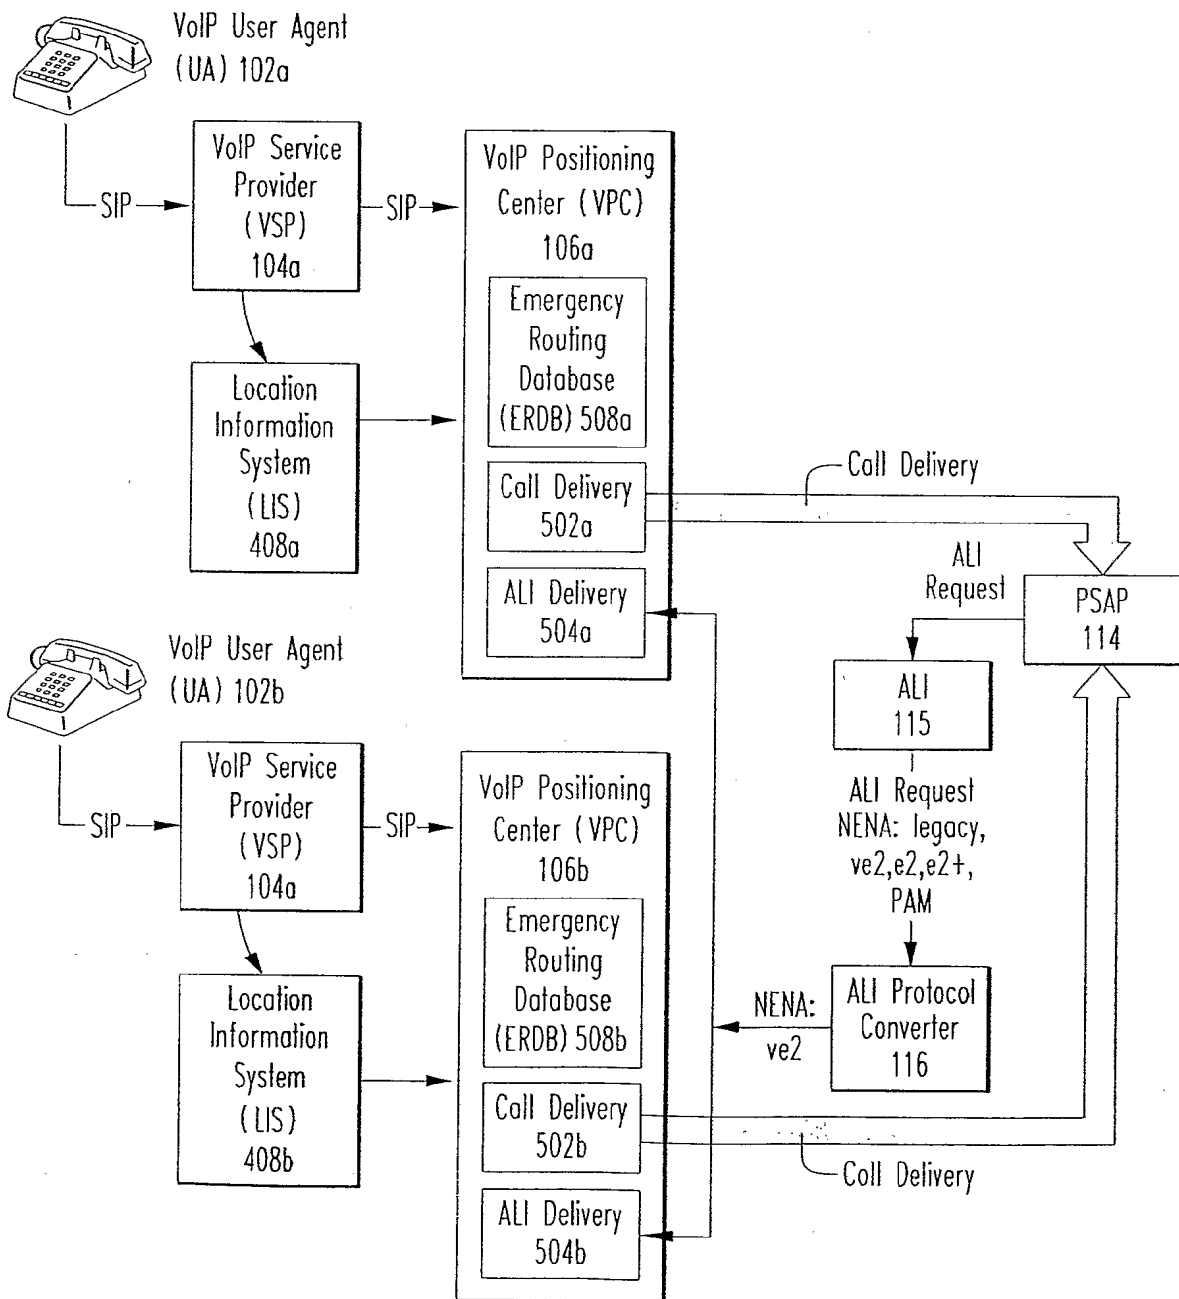 VoIP User Agent
(UA) 102a
SIP
VoIP Service
Provider
(VSP)
104a
SIP
VoIP Positioning
Center (VPC)
106a
Emergency
Routing
Database
(ERDB) 508a
Location
Information
System
(LIS)
408a
Call Delivery
502a
ALI Delivery
504a
Call Delivery
ALI
Request
PSAP
114
ALI
115
ALI Request
NENA: legacy,
ve2,e2,e2+,
PAM
ALI Protocol
Converter
116
NENA:
ve2
VoIP User Agent
(UA) 102b
SIP
VoIP Service
Provider
(VSP)
104a
SIP
VoIP Positioning
Center (VPC)
106b
Emergency
Routing
Database
(ERDB) 508b
Location
Information
System
(LIS)
408b
Call Delivery
502b
ALI Delivery
504b
Coll Delivery